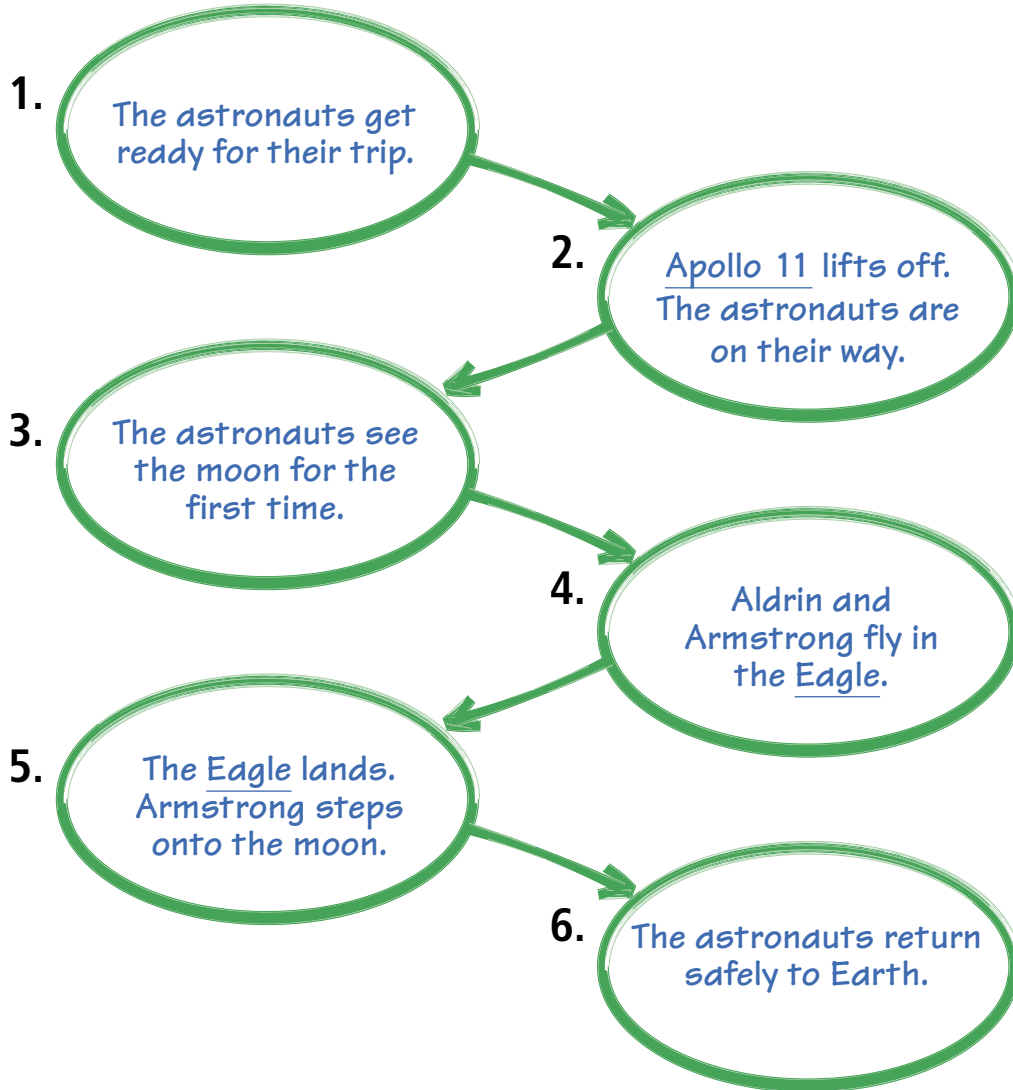 1.
The astronauts get
ready for their trip.
2.
Apollo 11 lifts off.
The astronauts are
on their way.
3.
The astronauts see
the moon for the
first time.
4.
Aldrin and
Armstrong fly in
the Eagle.
5.
The Eagle lands.
Armstrong steps
onto the moon.
6.
The astronauts return
safely to Earth.